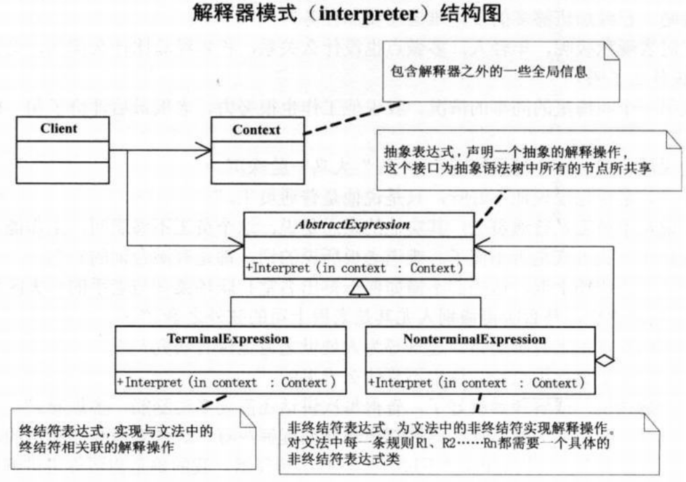 解释器模式（interpreter）结构图
包含解释器之外的一些全局信息
Client
Context
抽象表达式，声明一个抽象的解释操作，
这个接口为抽象语法树中所有的节点所共享
AbstractExpression
+Interpret(in context : Context)
TerminalExpression
+Interpret(in context : Context)
NonterminalExpression
+Interpret(in context : Context)
终结符表达式，实现与文法中的
终结符相关联的解释操作
非终结符表达式，为文法中的非终结符实现解释操作。
对文法中每一条规则R1、R2……Rn都需要一个具体的
非终结符表达式类